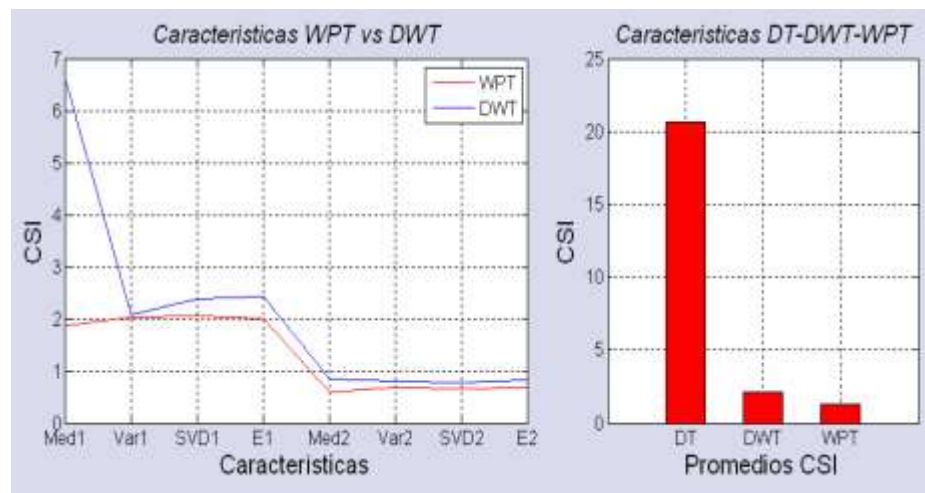 Caracteristicas WPT vs DWT
7
6
5
4
3
2
1
0
CSI
WPT
DWT
Med1 Var1 SVD1 E1 Med2 Var2 SVD2 E2
Caracteristicas
Caracteristicas DT-DWT-WPT
25
20
15
10
5
0
CSI
DT DWT WPT
Promedios CSI